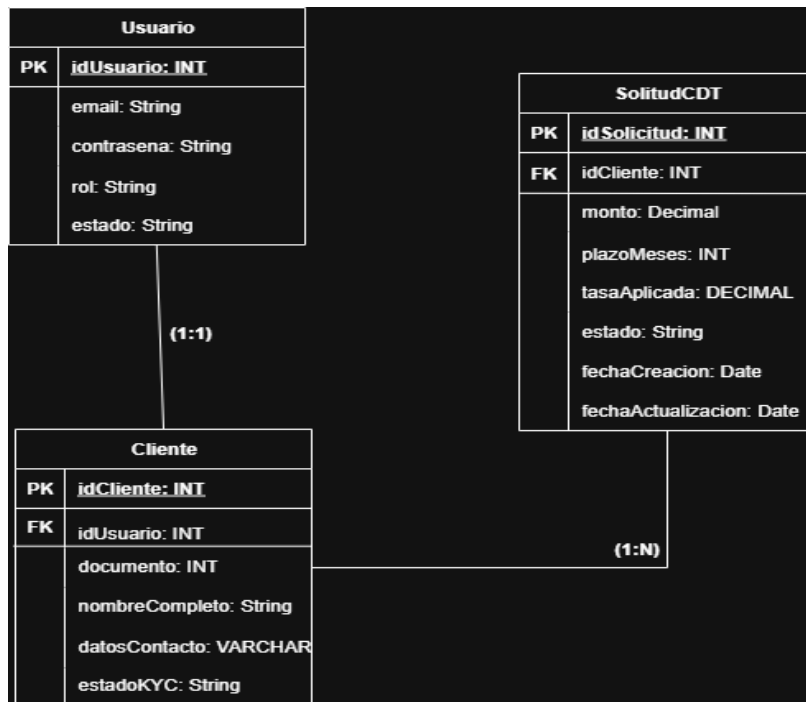 Usuario
PK idUsuario: INT
email: String
contrasena: String
rol: String
estado: String
(1:1)
Cliente
PK idCliente: INT
FK idUsuario: INT
documento: INT
nombreCompleto: String
datosContacto: VARCHAR
estadoKYC: String
(1:N)
SolitudCDT
PK idSolicitud: INT
FK idCliente: INT
monto: Decimal
plazoMeses: INT
tasaAplicada: DECIMAL
estado: String
fechaCreacion: Date
fechaActualizacion: Date